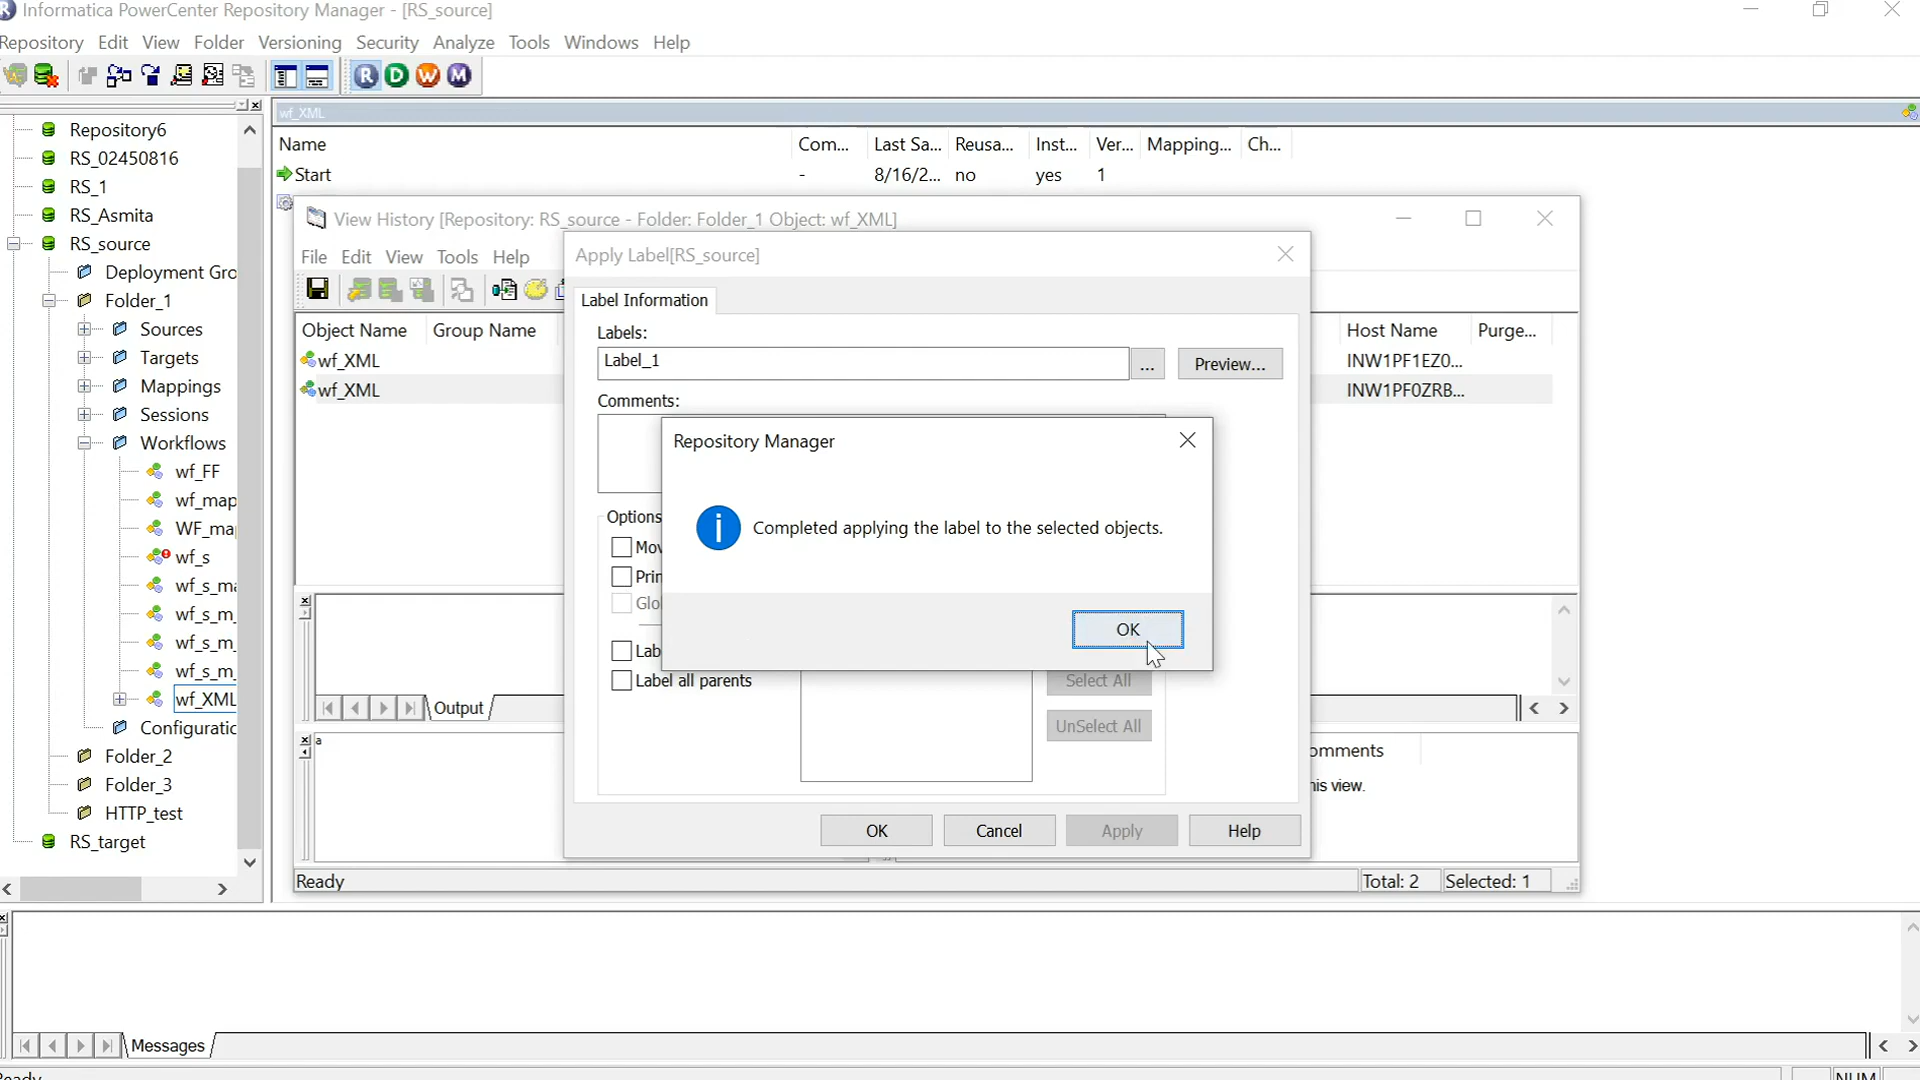 Informatica PowerCenter Repository Manager - [RS_source]
Repository Edit View Folder Versioning Security Analyze Tools Windows Help
R D W M
Repository6
RS_02450816
RS_1
RS_Asmita
RS_source
Deployment Gro
Folder_1
Sources
Targets
Mappings
Sessions
Workflows
wf_FF
wf_map
WF_ma
wf_s
wf_s_ma
wf_s_m_
wf_s_m_
wf_s_m_
wf_XML
Configuratic
Folder_2
Folder_3
HTTP_test
RS_target
wf_XML
Name Com... Last Sa... Reusa... Inst... Ver... Mapping... Ch...
Start - 8/16/2... no yes 1
View History [Repository: RS_source - Folder: Folder_1 Object: wf_XML]
File Edit View Tools Help
Object Name Group Name Host Name Purge...
wf_XML INW1PF1EZ0...
wf_XML INW1PF0ZRB...
Output
a
omments
his view.
Ready Total: 2 Selected: 1
Apply Label[RS_source]
Label Information
Labels:
Label_1 ... Preview...
Comments:
Options
Mov
Prin
Glo
Lab
Label all parents
Select All
UnSelect All
OK Cancel Apply Help
Repository Manager
Completed applying the label to the selected objects.
OK
Messages
Ready NUM